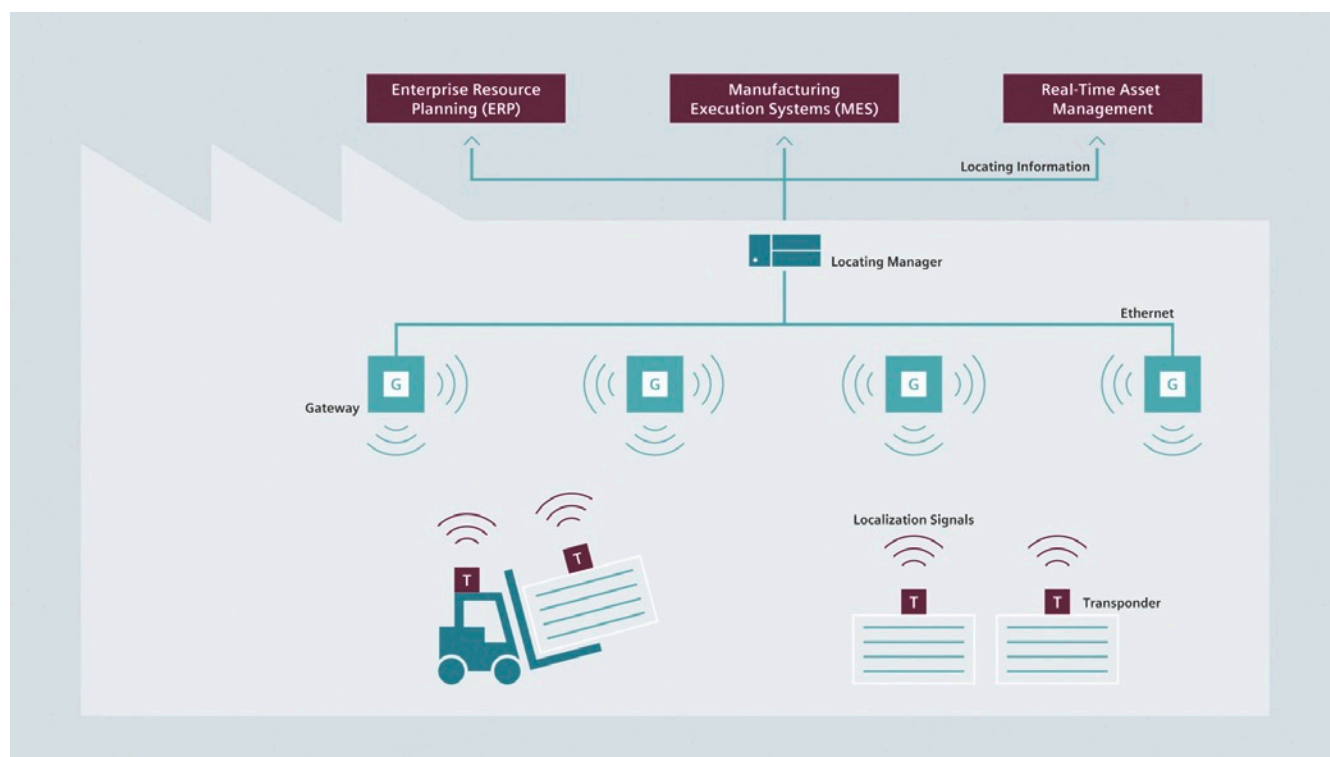 Enterprise Resource
Planning (ERP)
Manufacturing
Execution Systems (MES)
Real-Time Asset
Management
Locating Information
Locating Manager
Ethernet
G
G
G
G
Gateway
Localization Signals
T
T
T
T
Transponder